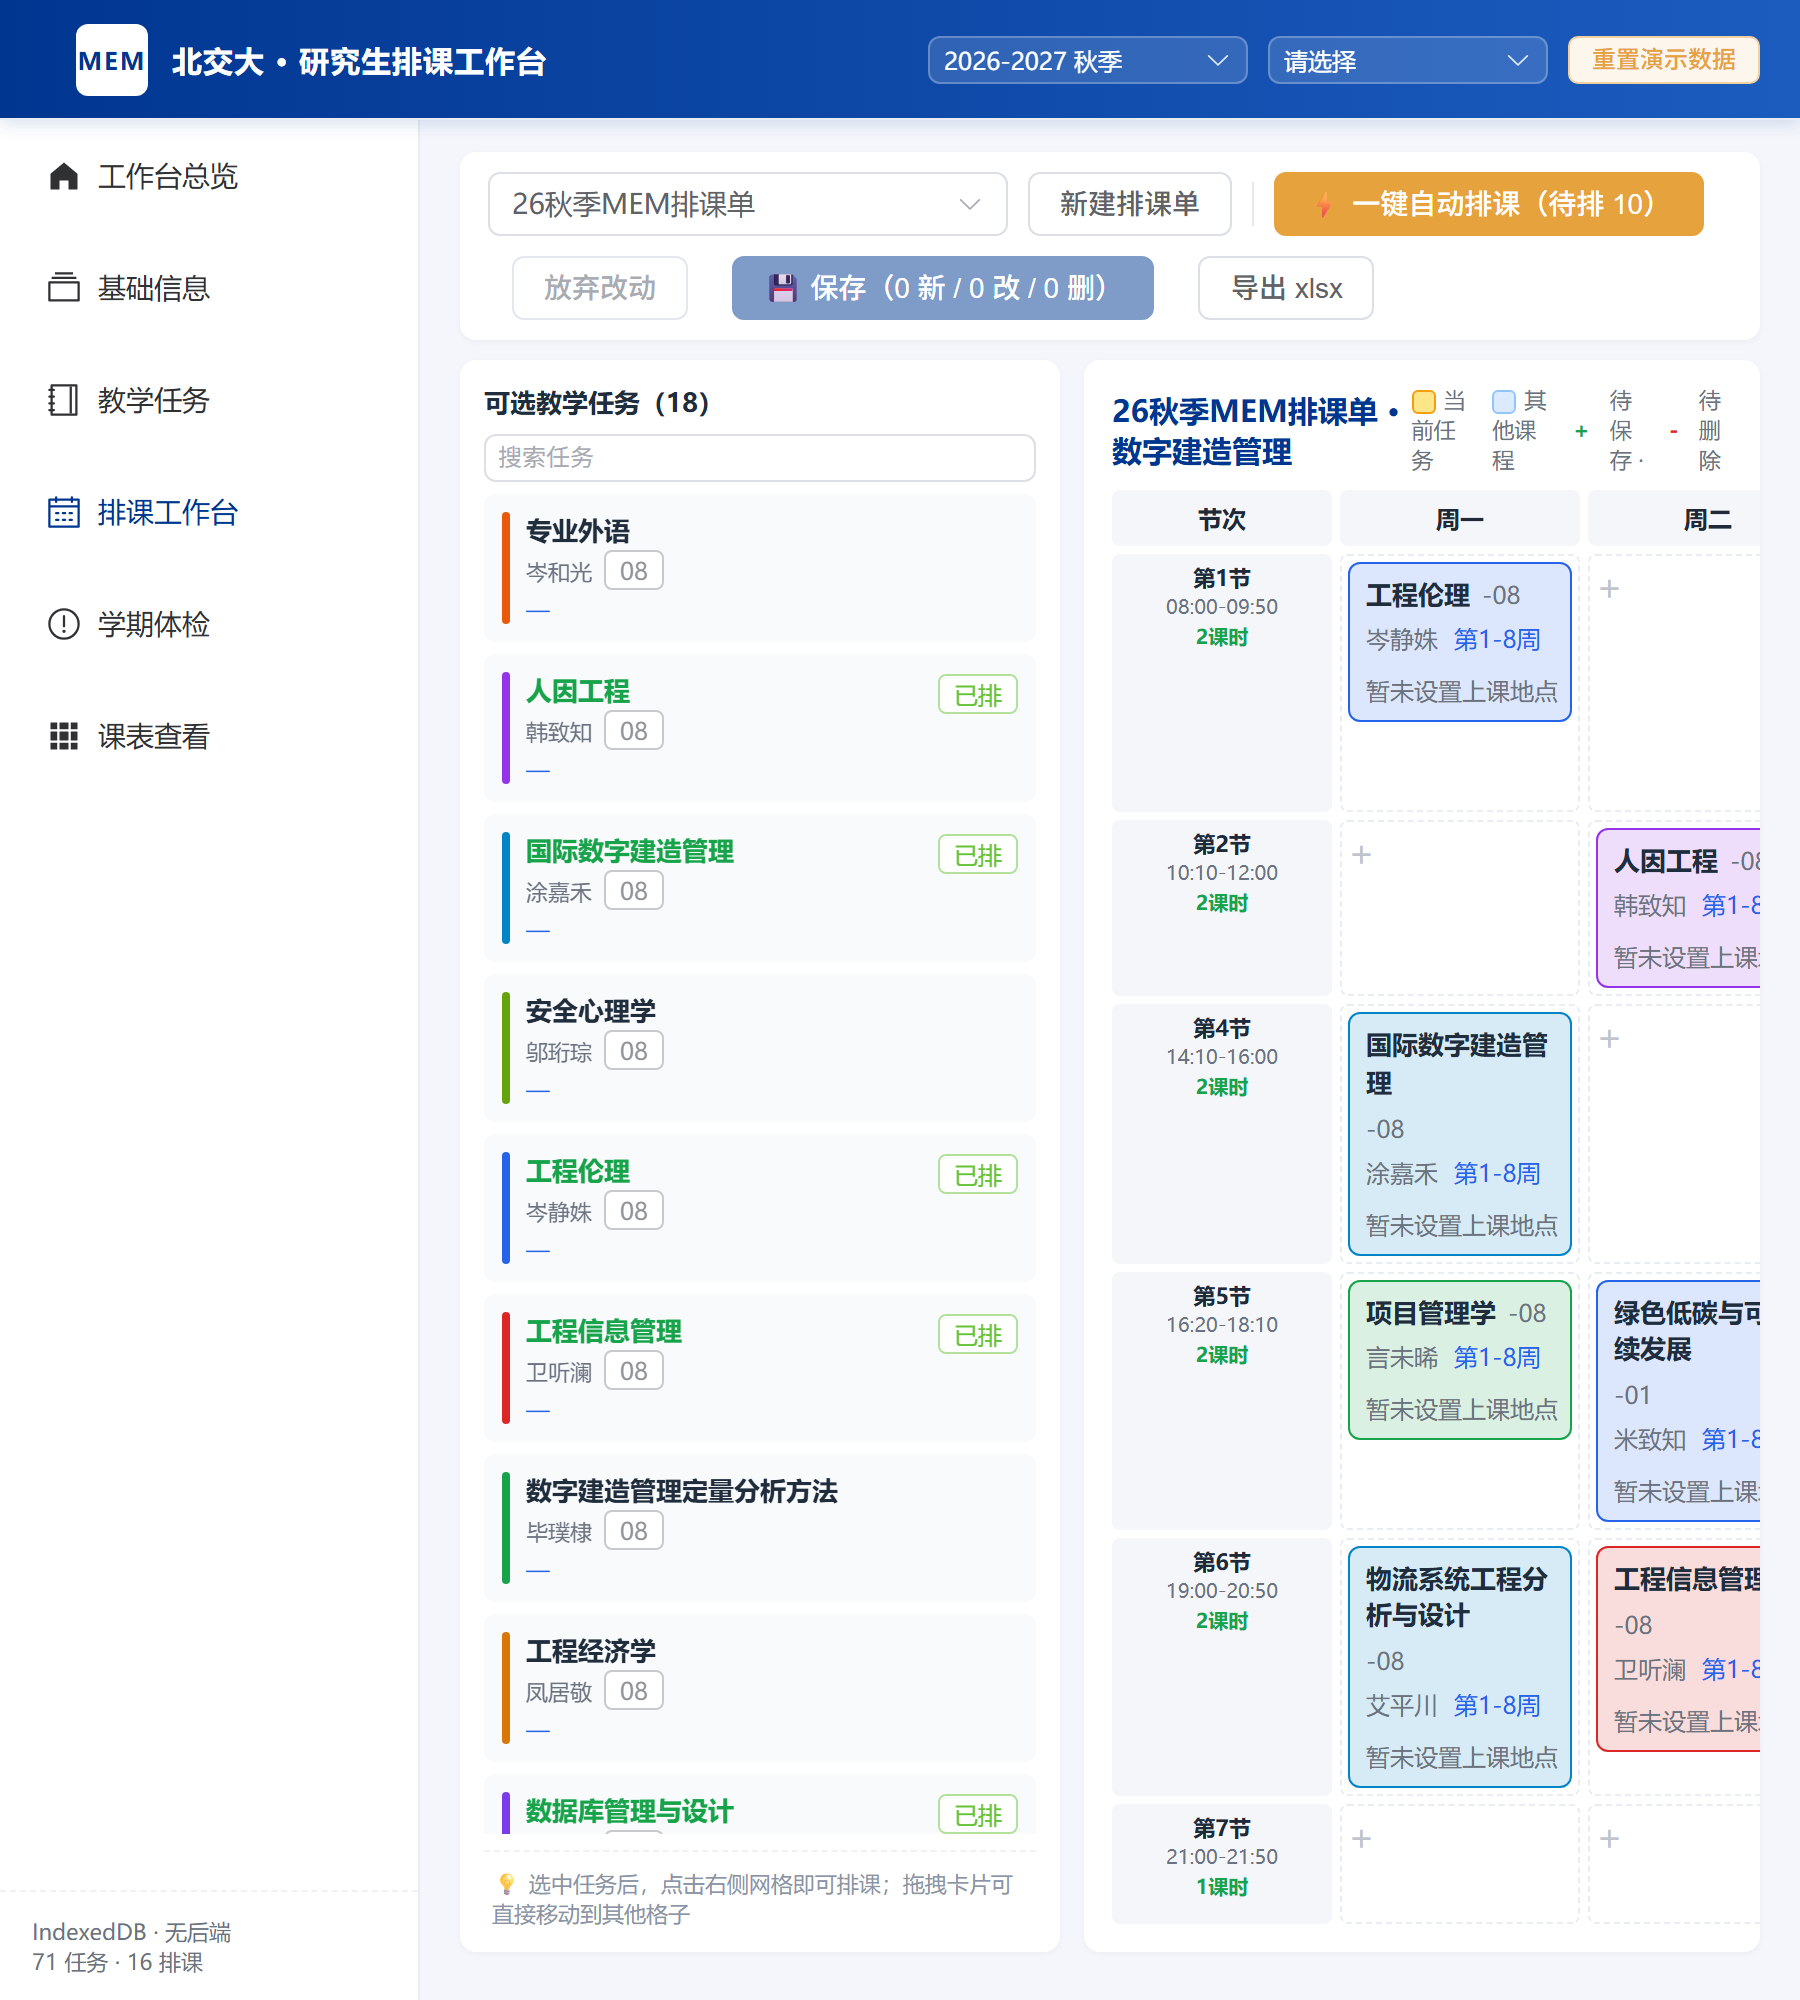 MEM
北交大 • 研究生排课工作台
2026-2027 秋季
请选择
重置演示数据
工作台总览
基础信息
教学任务
排课工作台
学期体检
课表查看
IndexedDB · 无后端
71 任务 · 16 排课
26秋季MEM排课单
新建排课单
一键自动排课（待排 10）
放弃改动
保存（0 新 / 0 改 / 0 删）
导出 xlsx
可选教学任务（18）
搜索任务
专业外语
岑和光 08
—
人因工程 已排
韩致知 08
—
国际数字建造管理 已排
涂嘉禾 08
—
安全心理学
邬珩琮 08
—
工程伦理 已排
岑静姝 08
—
工程信息管理 已排
卫听澜 08
—
数字建造管理定量分析方法
毕璞棣 08
—
工程经济学
凤居敬 08
—
数据库管理与设计 已排
选中任务后，点击右侧网格即可排课；拖拽卡片可
直接移动到其他格子
26秋季MEM排课单 •
数字建造管理
当
前任
务
其
他课
程
+
待
保
存 ·
-
待
删
除
节次 周一 周二
第1节
08:00-09:50
2课时
工程伦理 -08
岑静姝 第1-8周
暂未设置上课地点
+
第2节
10:10-12:00
2课时
+
人因工程 -08
韩致知 第1-8
暂未设置上课
第4节
14:10-16:00
2课时
国际数字建造管
理
-08
涂嘉禾 第1-8周
暂未设置上课地点
+
第5节
16:20-18:10
2课时
项目管理学 -08
言未晞 第1-8周
暂未设置上课地点
绿色低碳与可
续发展
-01
米致知 第1-8
暂未设置上课
第6节
19:00-20:50
2课时
物流系统工程分
析与设计
-08
艾平川 第1-8周
暂未设置上课地点
工程信息管理
-08
卫听澜 第1-8
暂未设置上课
第7节
21:00-21:50
1课时
+
+